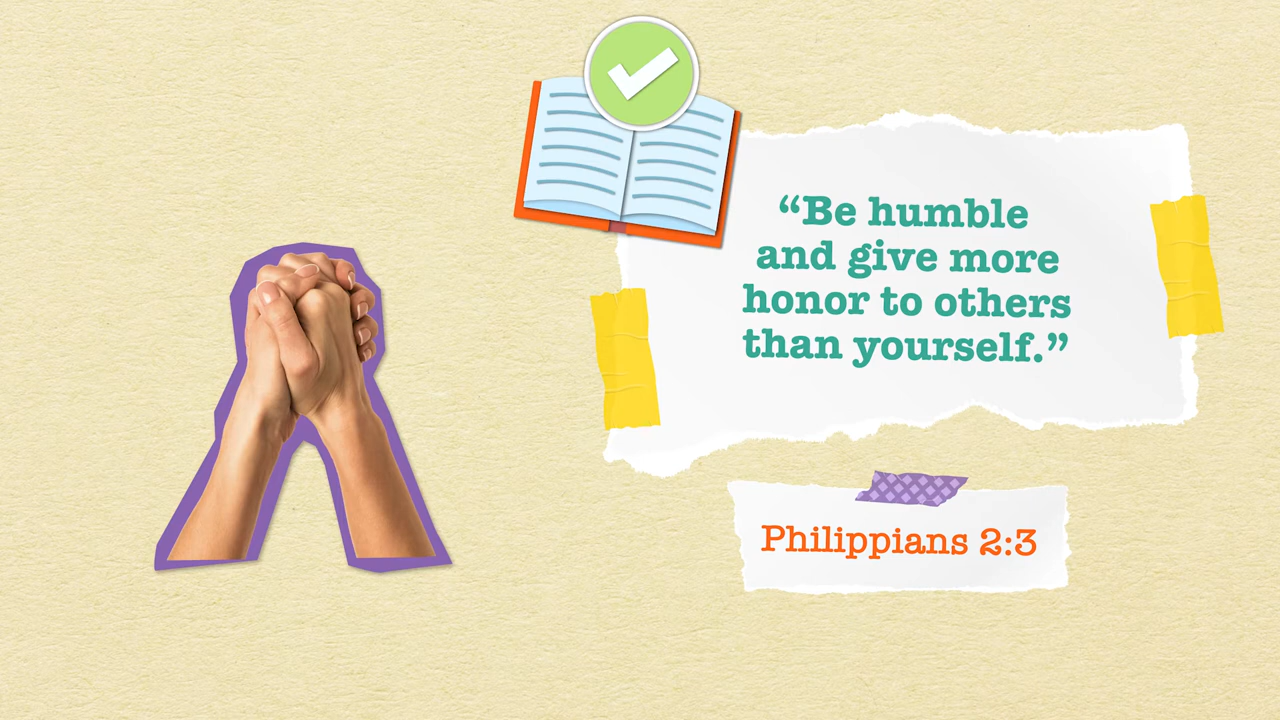 “Be humble
and give more
honor to others
than yourself.”
Philippians 2:3